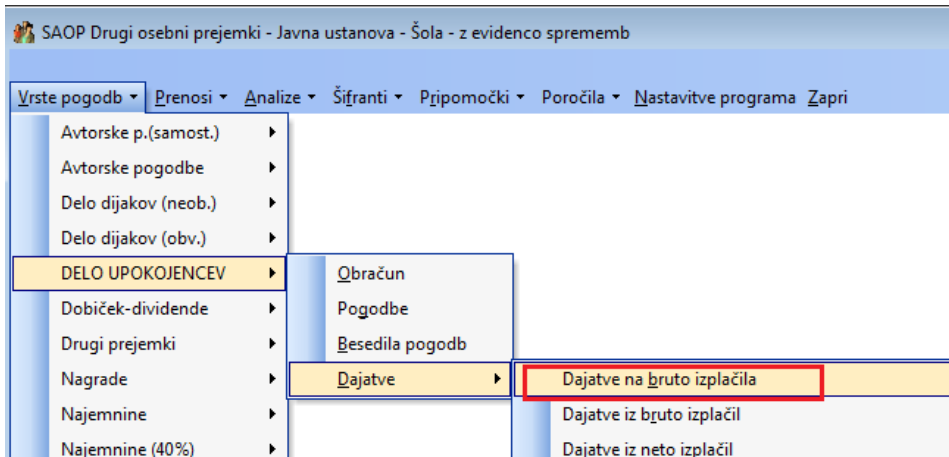 SAOP Drugi osebni prejemki - Javna ustanova - Šola - z evidenco sprememb
Vrste pogodb Prenosi Analize Šifranti Pripomočki Poročila Nastavitve programa Zapri
Avtorske p.(samost.)
Avtorske pogodbe
Delo dijakov (neob.)
Delo dijakov (obv.)
DELO UPOKOJENCEV
Dobiček-dividende
Drugi prejemki
Nagrade
Najemnine
Najemnine (40%)
Obračun
Pogodbe
Besedila pogodb
Dajatve
Dajatve na bruto izplačila
Dajatve iz bruto izplačil
Dajatve iz neto izplačil